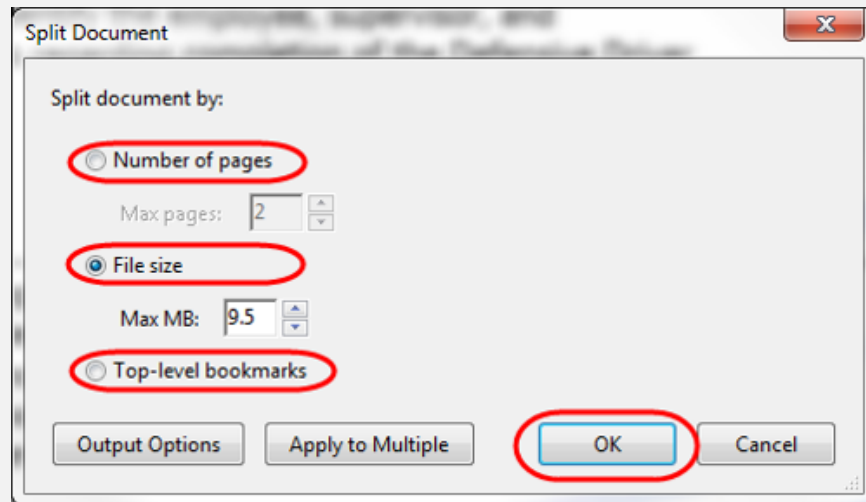 Split Document
Split document by:
Number of pages
Max pages: 2
File size
Max MB: 9.5
Top-level bookmarks
Output Options Apply to Multiple OK Cancel